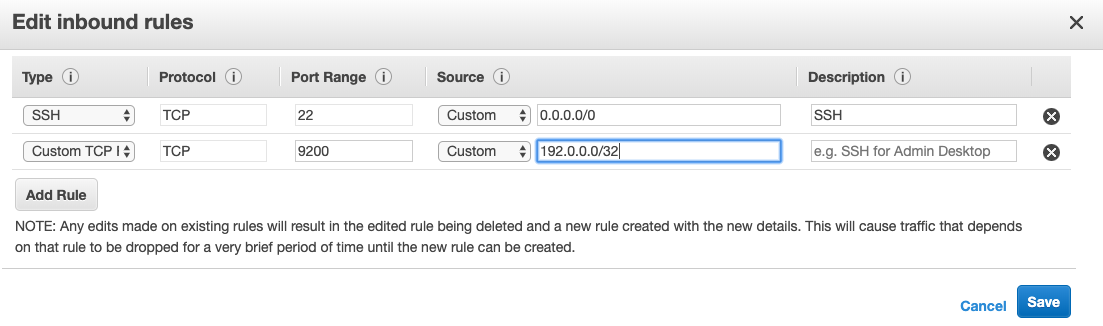 Edit inbound rules
Type Protocol Port Range Source Description
SSH TCP 22 Custom 0.0.0.0/0 SSH
Custom TCP I TCP 9200 Custom 192.0.0.0/32 e.g. SSH for Admin Desktop
Add Rule
NOTE: Any edits made on existing rules will result in the edited rule being deleted and a new rule created with the new details. This will cause traffic that depends
on that rule to be dropped for a very brief period of time until the new rule can be created.
Cancel Save